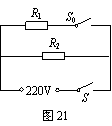 R₁ S₀
R₂
220V S
图 21